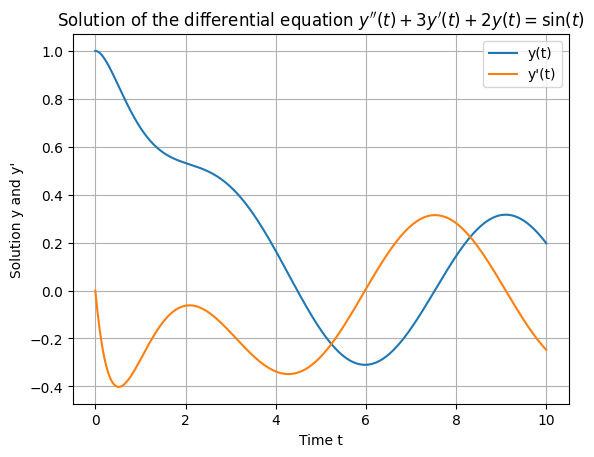 Solution of the differential equation y′′(t) + 3y′(t) + 2y(t) = sin(t)
y(t)
y'(t)
Solution y and y'
1.0
0.8
0.6
0.4
0.2
0.0
−0.2
−0.4
0 2 4 6 8 10
Time t